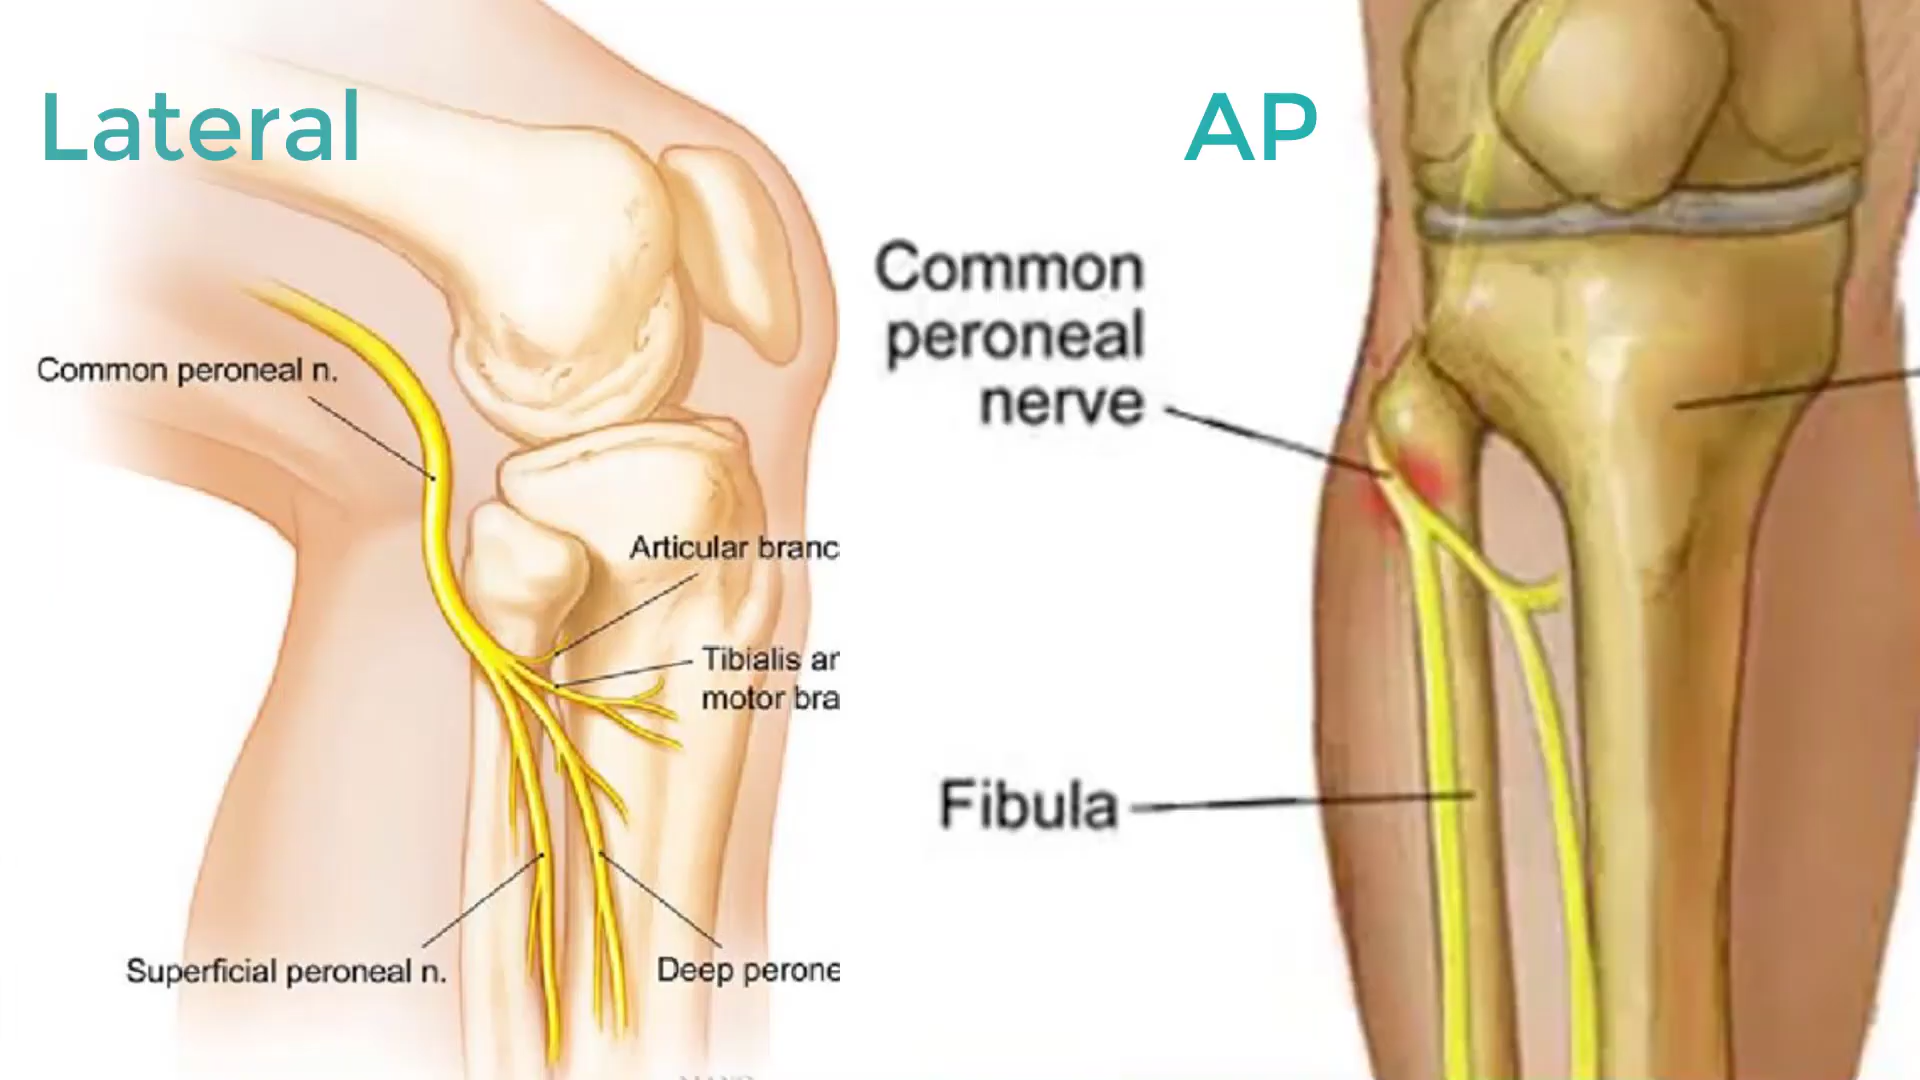 Lateral
Common peroneal n.
Articular branc
Tibialis ar
motor bra
Superficial peroneal n.
Deep perone
AP
Common
peroneal
nerve
Fibula